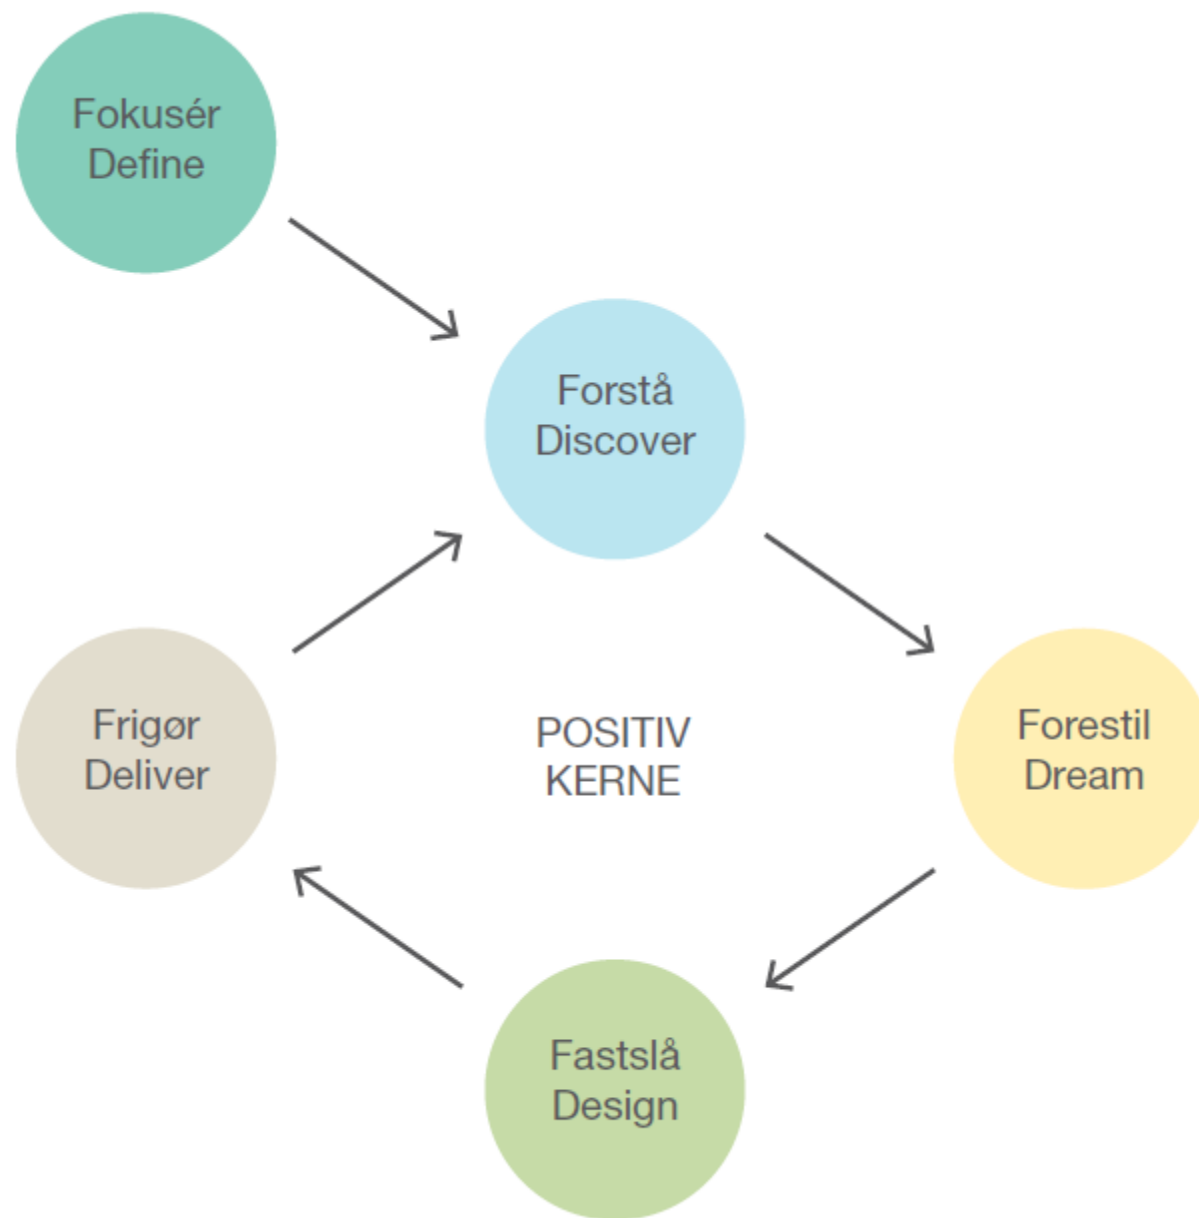 Fokusér
Define
Forstå
Discover
Frigør
Deliver
POSITIV
KERNE
Forestil
Dream
Fastslå
Design